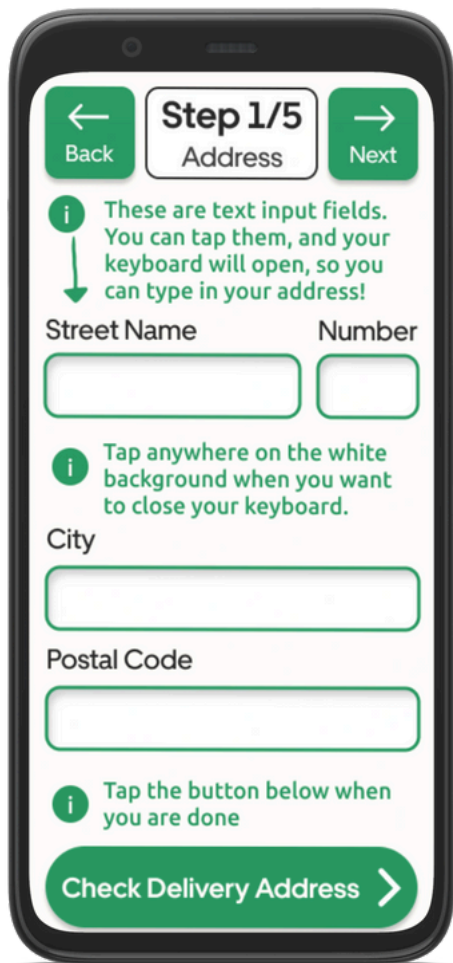 Step 1/5
Back
Address
Next
i
These are text input fields.
You can tap them, and your
keyboard will open, so you
can type in your address!
Street Name
Number
i
Tap anywhere on the white
background when you want
to close your keyboard.
City
Postal Code
i
Tap the button below when
you are done
Check Delivery Address